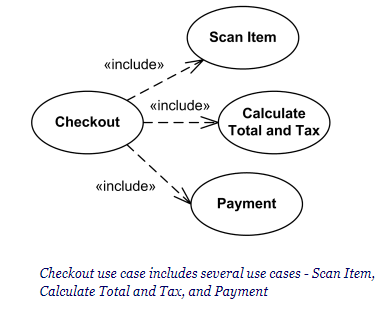 Scan Item
«include»
«include»
Checkout
Calculate
Total and Tax
«include»
Payment
Checkout use case includes several use cases - Scan Item,
Calculate Total and Tax, and Payment